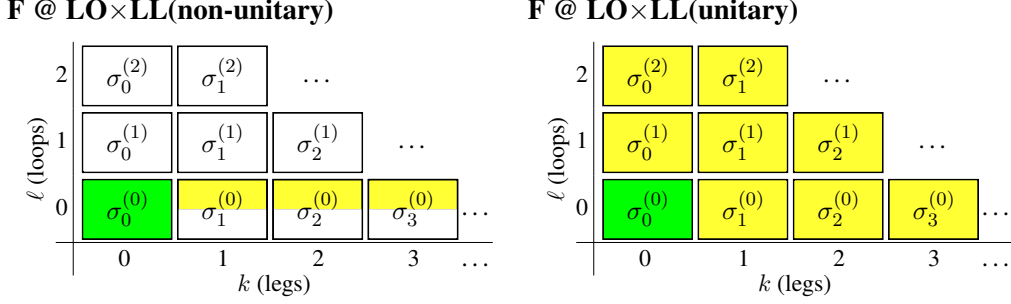 F @ LO×LL(non-unitary)
F @ LO×LL(unitary)
ℓ (loops)
2 σ₀⁽²⁾ σ₁⁽²⁾ …
1 σ₀⁽¹⁾ σ₁⁽¹⁾ σ₂⁽¹⁾ …
0 σ₀⁽⁰⁾ σ₁⁽⁰⁾ σ₂⁽⁰⁾ σ₃⁽⁰⁾ …
0 1 2 3 …
k (legs)
ℓ (loops)
2 σ₀⁽²⁾ σ₁⁽²⁾ …
1 σ₀⁽¹⁾ σ₁⁽¹⁾ σ₂⁽¹⁾ …
0 σ₀⁽⁰⁾ σ₁⁽⁰⁾ σ₂⁽⁰⁾ σ₃⁽⁰⁾ …
0 1 2 3 …
k (legs)